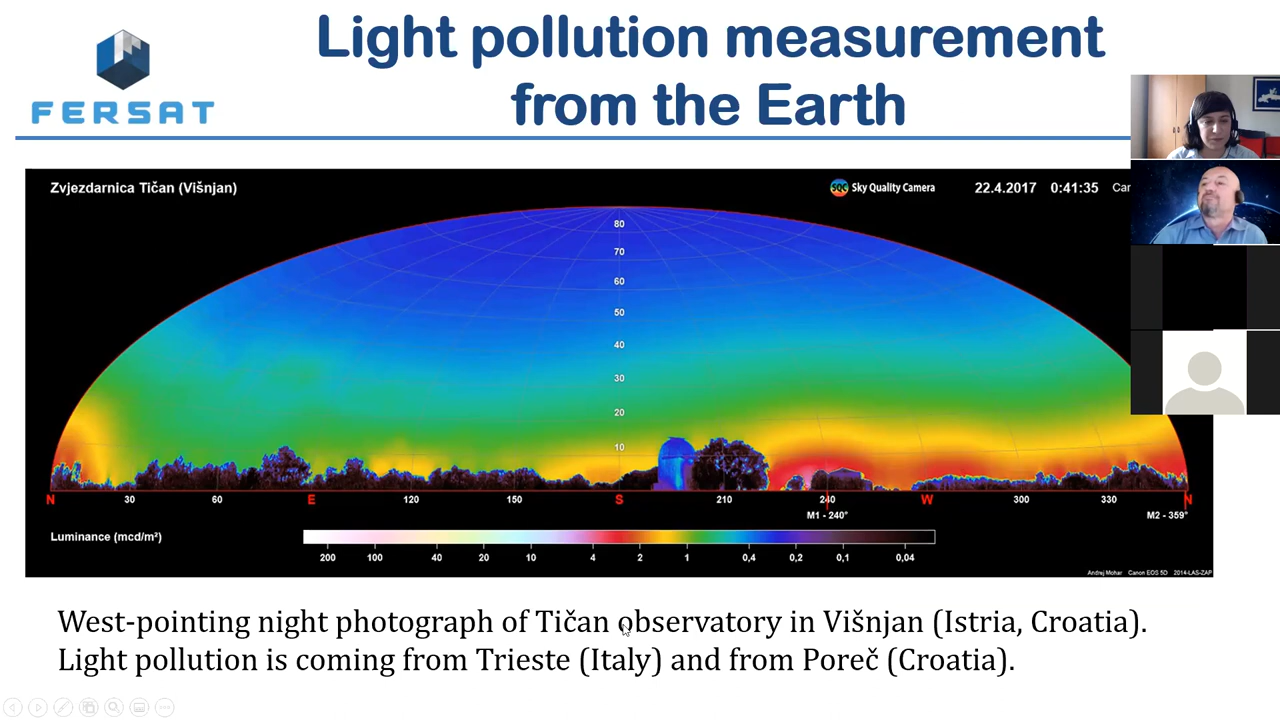 FERSAT
Light pollution measurement
from the Earth
Zvjezdarnica Tičan (Višnjan)
SQC Sky Quality Camera
22.4.2017 0:41:35
80
70
60
50
40
30
20
10
N 30 60 E 120 150 S 210 240 W 300 330 N
M1 - 240° M2 - 359°
Luminance (mcd/m²)
200 100 40 20 10 4 2 1 0,4 0,2 0,1 0,04
Andrej Mohar Canon EOS 5D 2014-LAS-ZAP
West-pointing night photograph of Tičan observatory in Višnjan (Istria, Croatia).
Light pollution is coming from Trieste (Italy) and from Poreč (Croatia).